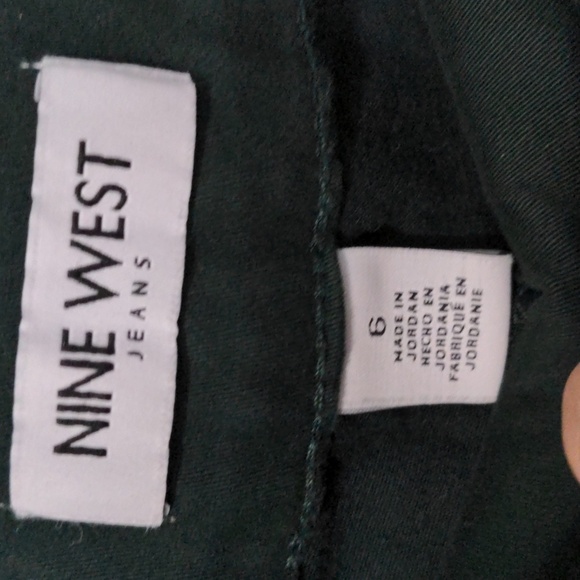 NINE WEST
JEANS
6
MADE IN
JORDAN
HECHO EN
JORDANIA
FABRIQUÉ EN
JORDANIE